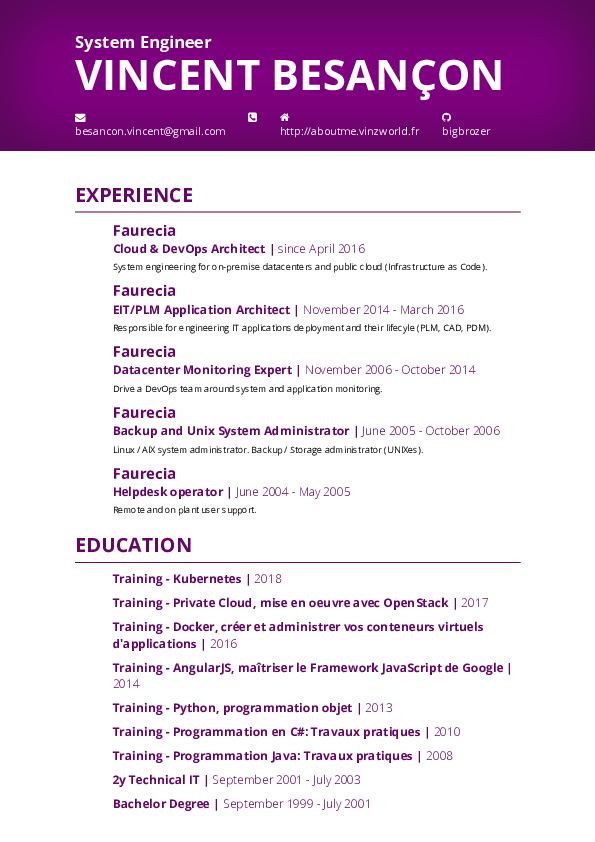 System Engineer
VINCENT BESANÇON
besancon.vincent@gmail.com
http://aboutme.vinzworld.fr
bigbrozer
EXPERIENCE
Faurecia
Cloud & DevOps Architect | since April 2016
System engineering for on-premise datacenters and public cloud (Infrastructure as Code).
Faurecia
EIT/PLM Application Architect | November 2014 - March 2016
Responsible for engineering IT applications deployment and their lifecyle (PLM, CAD, PDM).
Faurecia
Datacenter Monitoring Expert | November 2006 - October 2014
Drive a DevOps team around system and application monitoring.
Faurecia
Backup and Unix System Administrator | June 2005 - October 2006
Linux / AIX system administrator. Backup / Storage administrator (UNIXes).
Faurecia
Helpdesk operator | June 2004 - May 2005
Remote and on plant user support.
EDUCATION
Training - Kubernetes | 2018
Training - Private Cloud, mise en oeuvre avec OpenStack | 2017
Training - Docker, créer et administrer vos conteneurs virtuels
d'applications | 2016
Training - AngularJS, maîtriser le Framework JavaScript de Google |
2014
Training - Python, programmation objet | 2013
Training - Programmation en C#: Travaux pratiques | 2010
Training - Programmation Java: Travaux pratiques | 2008
2y Technical IT | September 2001 - July 2003
Bachelor Degree | September 1999 - July 2001